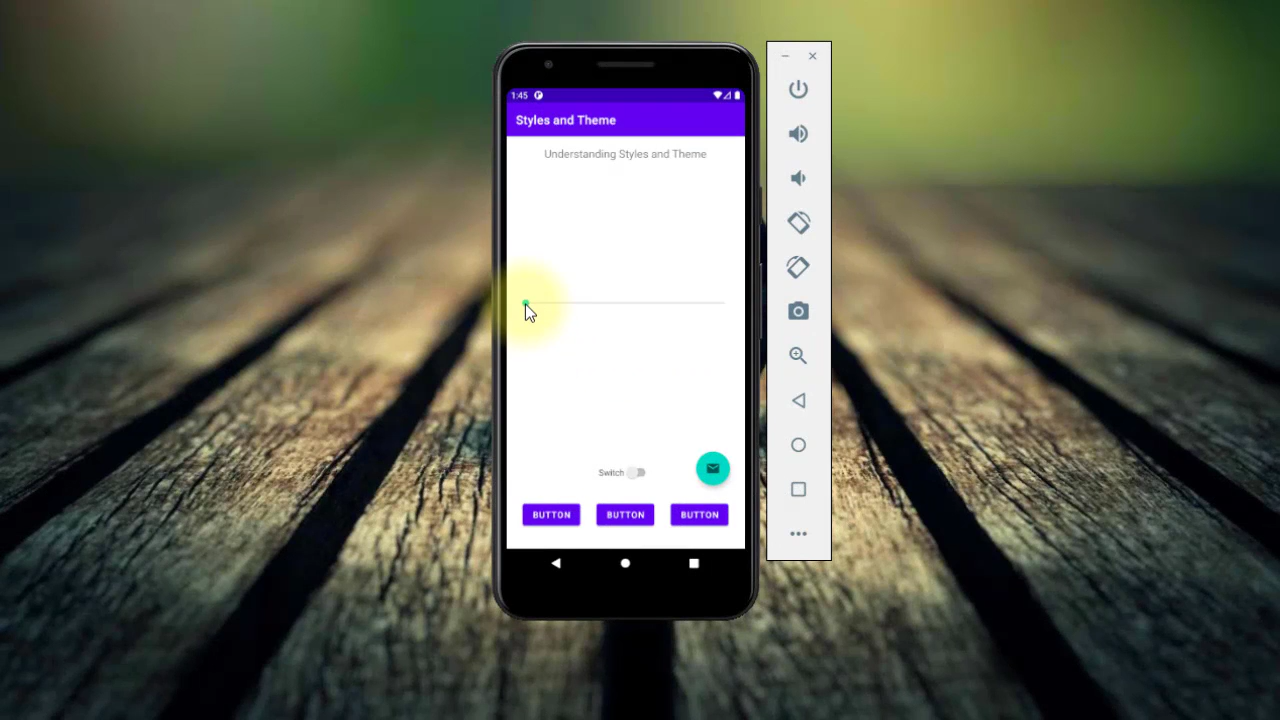 1:45
Styles and Theme
Understanding Styles and Theme
Switch
BUTTON BUTTON BUTTON